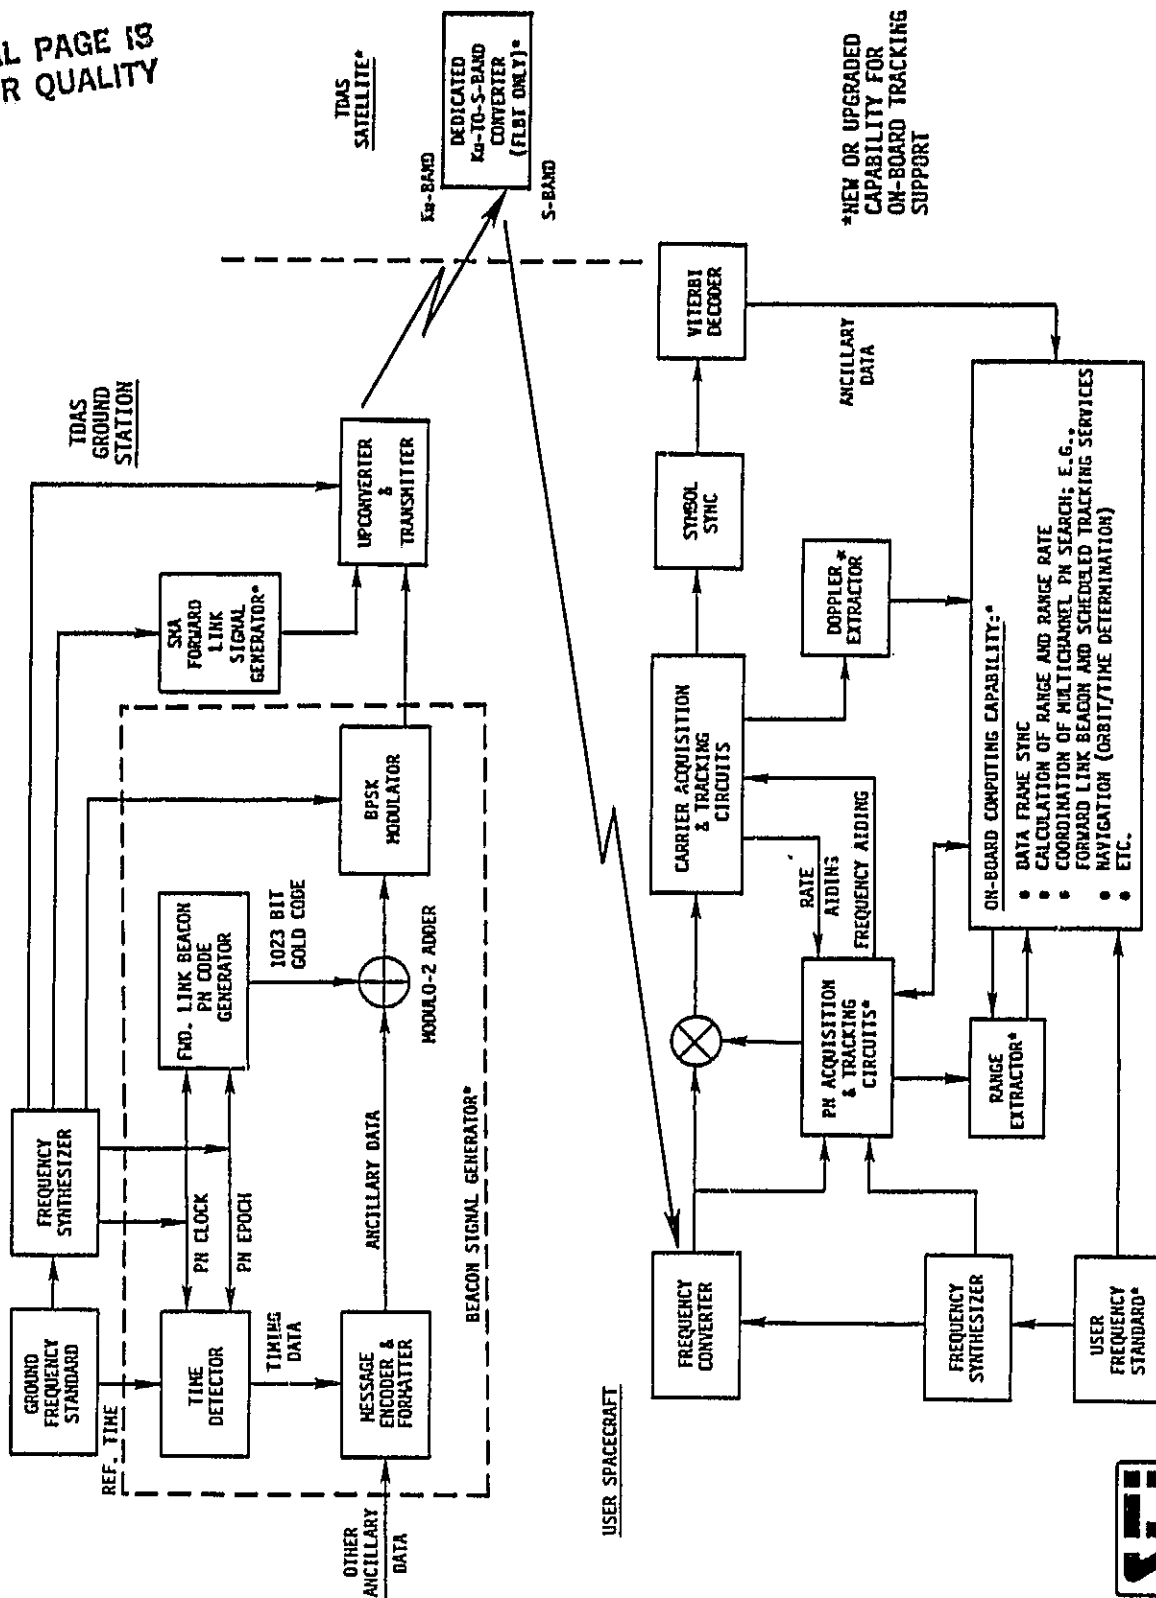 AL PAGE IS
R QUALITY
TDAS
SATELLITE*
Ku-BAND
DEDICATED
Ku-TO-S-BAND
CONVERTER
(FLBT ONLY)*
S-BAND
*NEW OR UPGRADED
CAPABILITY FOR
ON-BOARD TRACKING
SUPPORT
TDAS
GROUND
STATION
GROUND
FREQUENCY
STANDARD
FREQUENCY
SYNTHESIZER
REF. TIME
SMA
FORWARD
LINK
SIGNAL
GENERATOR*
UPCONVERTER
&
TRANSMITTER
TIME
DETECTOR
PN CLOCK
PN EPOCH
FWD. LINK BEACON
PN CODE
GENERATOR
1023 BIT
GOLD CODE
BPSK
MODULATOR
TIMING
DATA
MESSAGE
ENCODER &
FORMATTER
ANCILLARY DATA
MODULO-2 ADDER
OTHER
ANCILLARY
DATA
BEACON SIGNAL GENERATOR*
USER SPACECRAFT
FREQUENCY
CONVERTER
CARRIER ACQUISITION
& TRACKING
CIRCUITS
SYMBOL
SYNC
VITERBI
DECODER
RATE
AIDING
FREQUENCY AIDING
PN ACQUISITION
& TRACKING
CIRCUITS*
DOPPLER*
EXTRACTOR
ANCILLARY
DATA
FREQUENCY
SYNTHESIZER
RANGE
EXTRACTOR*
USER
FREQUENCY
STANDARD*
ON-BOARD COMPUTING CAPABILITY:*
• DATA FRAME SYNC
• CALCULATION OF RANGE AND RANGE RATE
• COORDINATION OF MULTICHANNEL PN SEARCH; E.G.,
FORWARD LINK BEACON AND SCHEDULED TRACKING SERVICES
• NAVIGATION (ORBIT/TIME DETERMINATION)
• ETC.